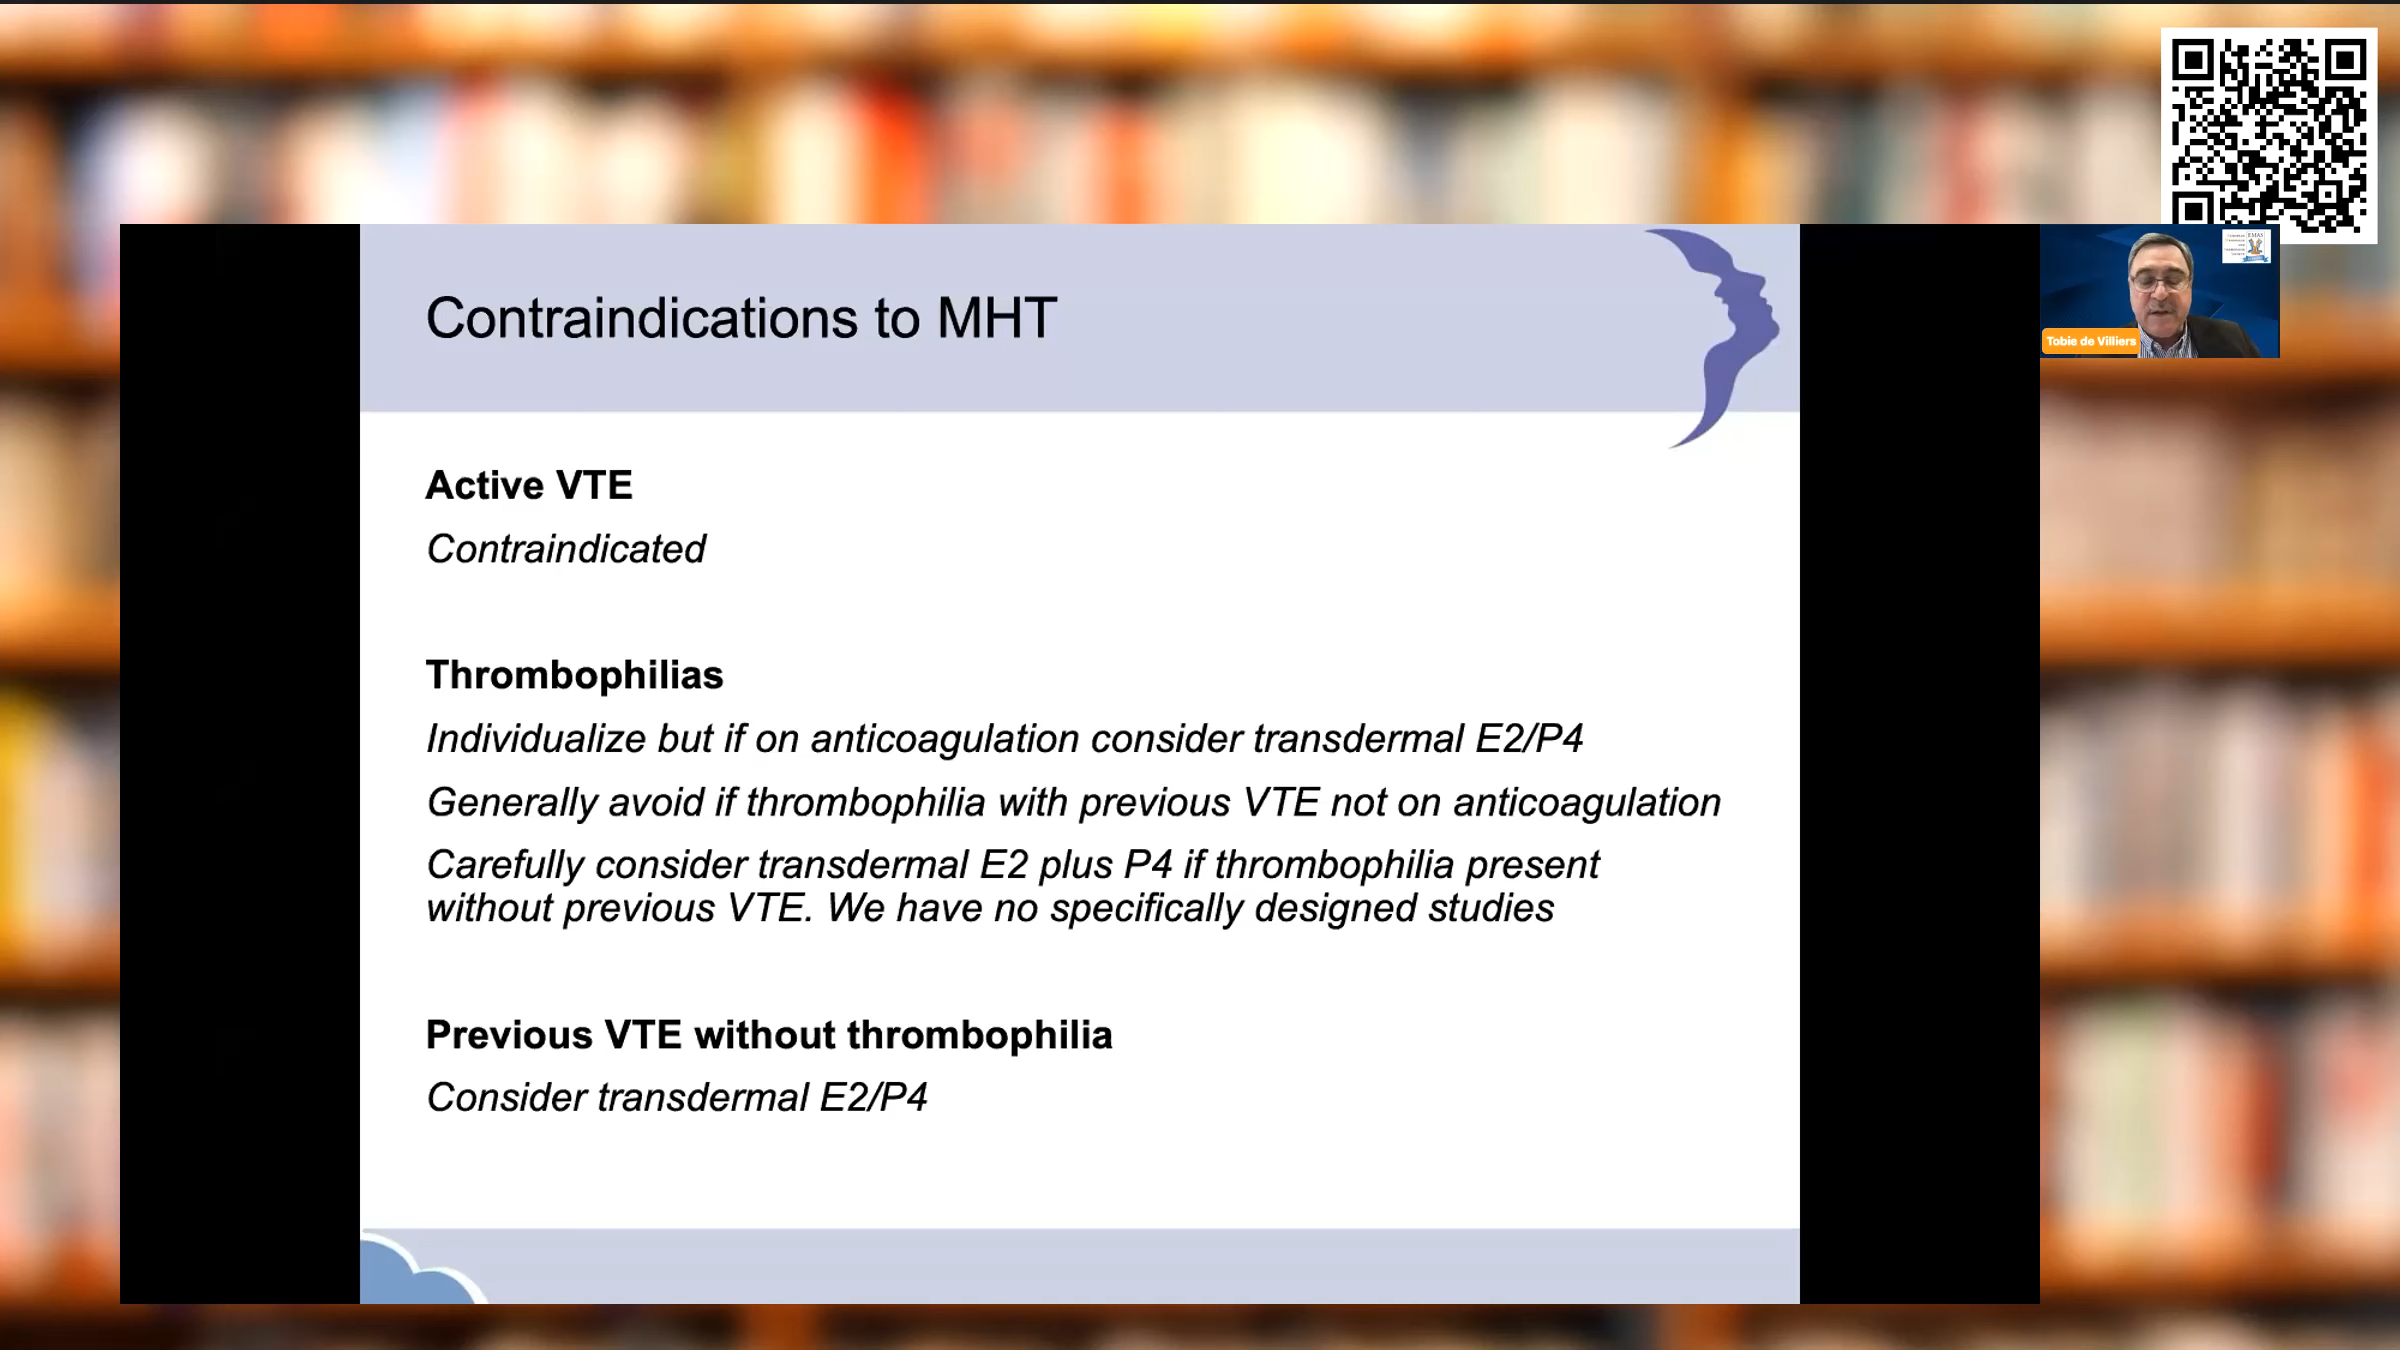 Contraindications to MHT
Active VTE
Contraindicated
Thrombophilias
Individualize but if on anticoagulation consider transdermal E2/P4
Generally avoid if thrombophilia with previous VTE not on anticoagulation
Carefully consider transdermal E2 plus P4 if thrombophilia present
without previous VTE. We have no specifically designed studies
Previous VTE without thrombophilia
Consider transdermal E2/P4
EMAS
Tobie de Villiers